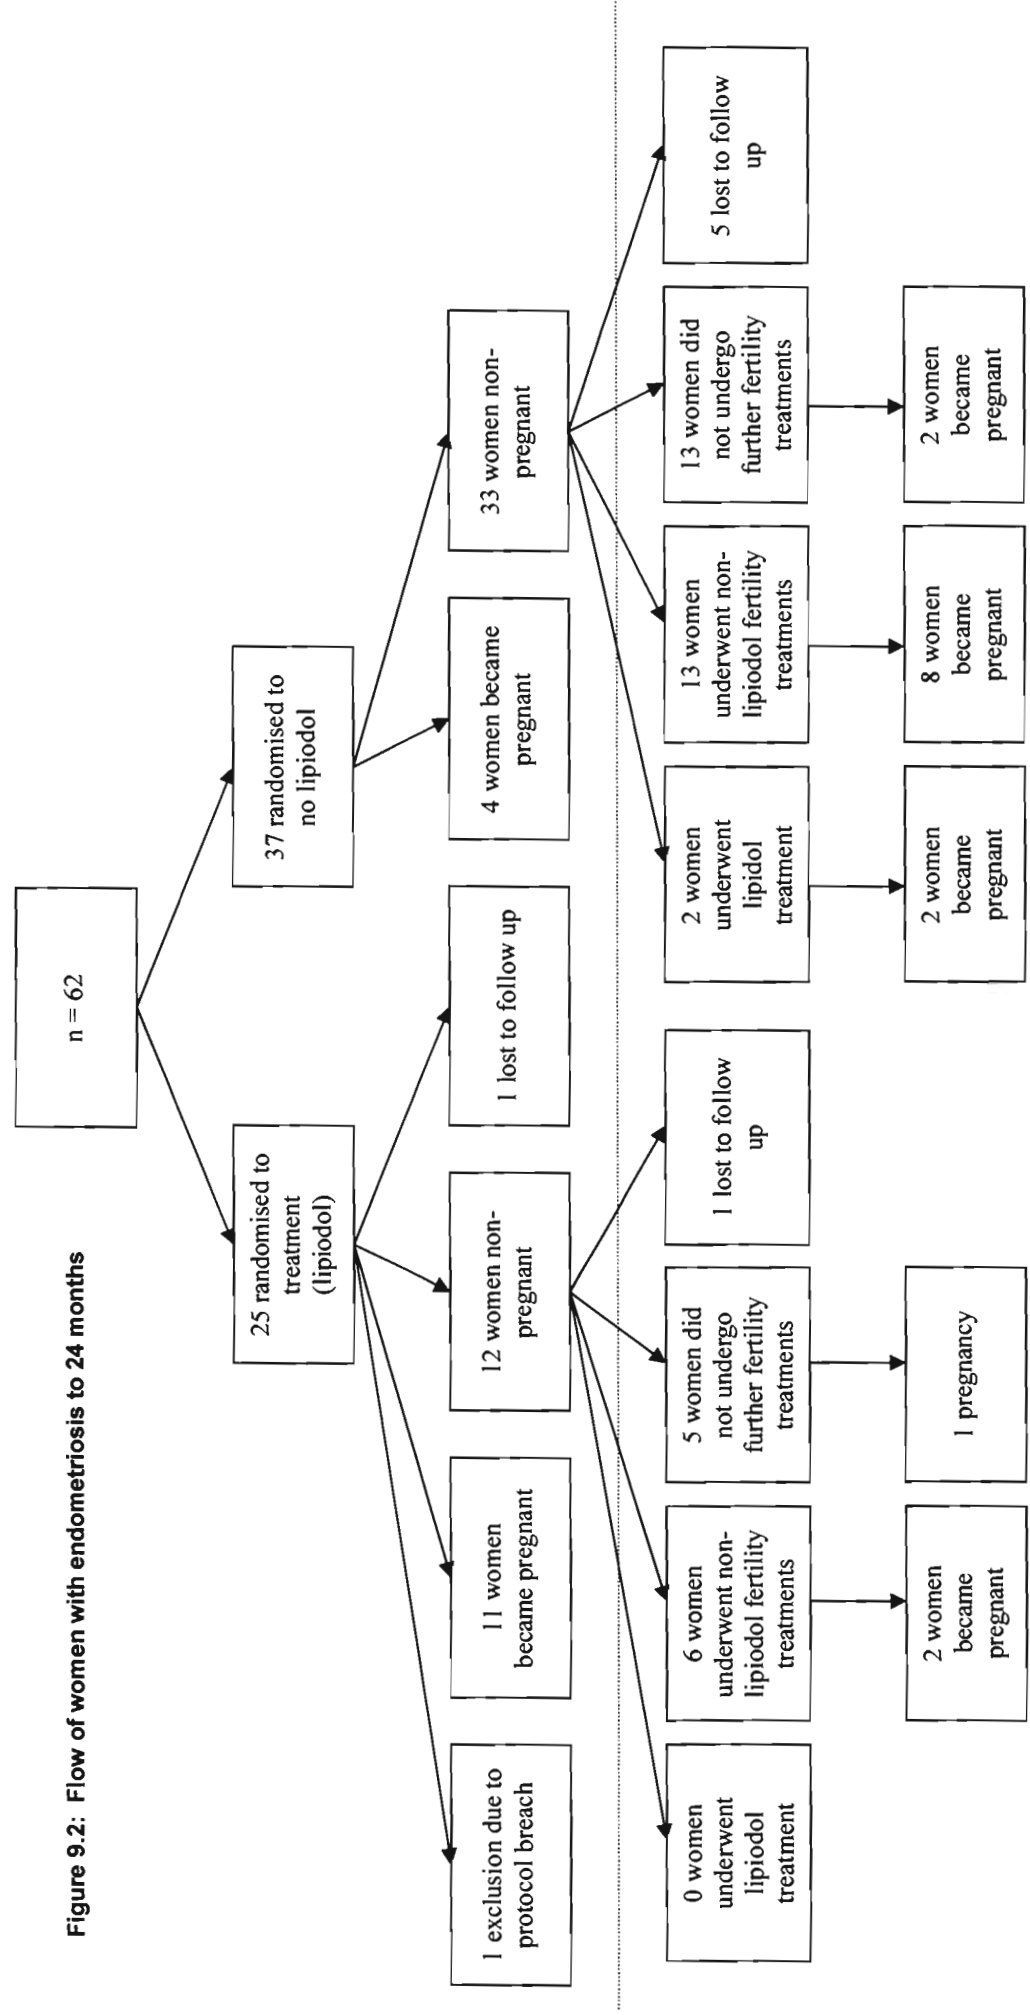 Figure 9.2: Flow of women with endometriosis to 24 months
n = 62
25 randomised to
treatment
(lipiodol)
37 randomised to
no lipiodol
1 exclusion due to
protocol breach
11 women
became pregnant
12 women non-
pregnant
1 lost to follow up
4 women became
pregnant
33 women non-
pregnant
0 women
underwent
lipiodol
treatment
6 women
underwent non-
lipiodol fertility
treatments
5 women did
not undergo
further fertility
treatments
1 lost to follow
up
2 women
underwent
lipidol
treatment
13 women
underwent non-
lipiodol fertility
treatments
13 women did
not undergo
further fertility
treatments
5 lost to follow
up
2 women
became
pregnant
1 pregnancy
2 women
became
pregnant
8 women
became
pregnant
2 women
became
pregnant